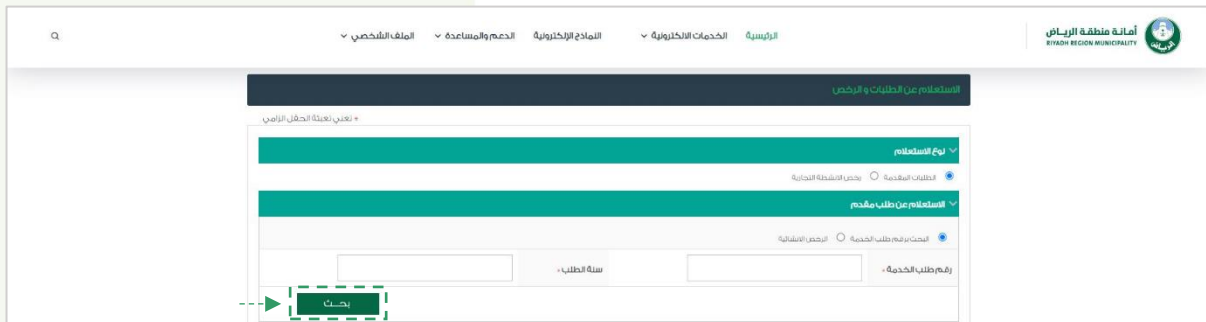 أمانة منطقة الرياض
RIYADH REGION MUNICIPALITY
الرئيسية الخدمات الالكترونية النماذج الإلكترونية الدعم والمساعدة الملف الشخصي
الاستعلام عن الطلبات و الرخص
* تعني تعبئة الحقل الزامي
نوع الاستعلام
الطلبات المقدمة رخص الانشطة التجارية
الاستعلام عن طلب مقدم
البحث برقم طلب الخدمة الرخص الانشائية
رقم طلب الخدمة * سنة الطلب *
بحث